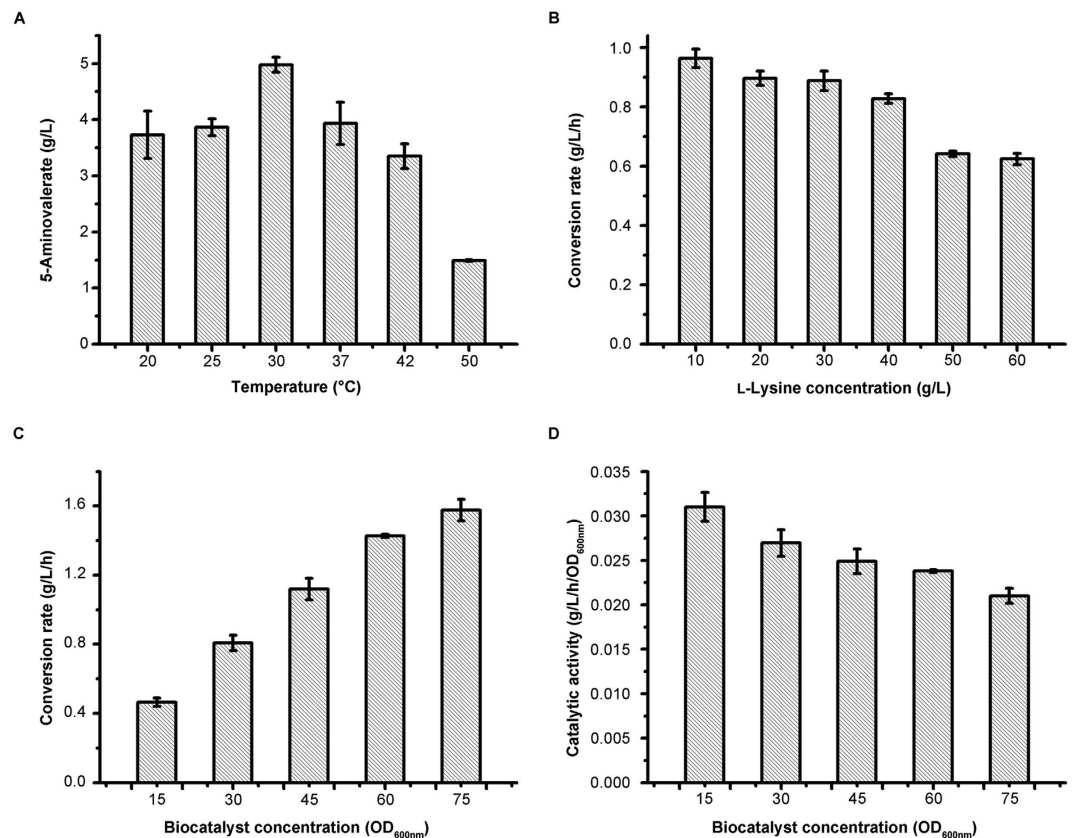 A
5-Aminovalerate (g/L)
5
4
3
2
1
0
20 25 30 37 42 50
Temperature (°C)
B
Conversion rate (g/L/h)
1.0
0.8
0.6
0.4
0.2
0.0
10 20 30 40 50 60
L-Lysine concentration (g/L)
C
Conversion rate (g/L/h)
1.6
1.2
0.8
0.4
0.0
15 30 45 60 75
Biocatalyst concentration (OD600nm)
D
Catalytic activity (g/L/h/OD600nm)
0.035
0.030
0.025
0.020
0.015
0.010
0.005
0.000
15 30 45 60 75
Biocatalyst concentration (OD600nm)